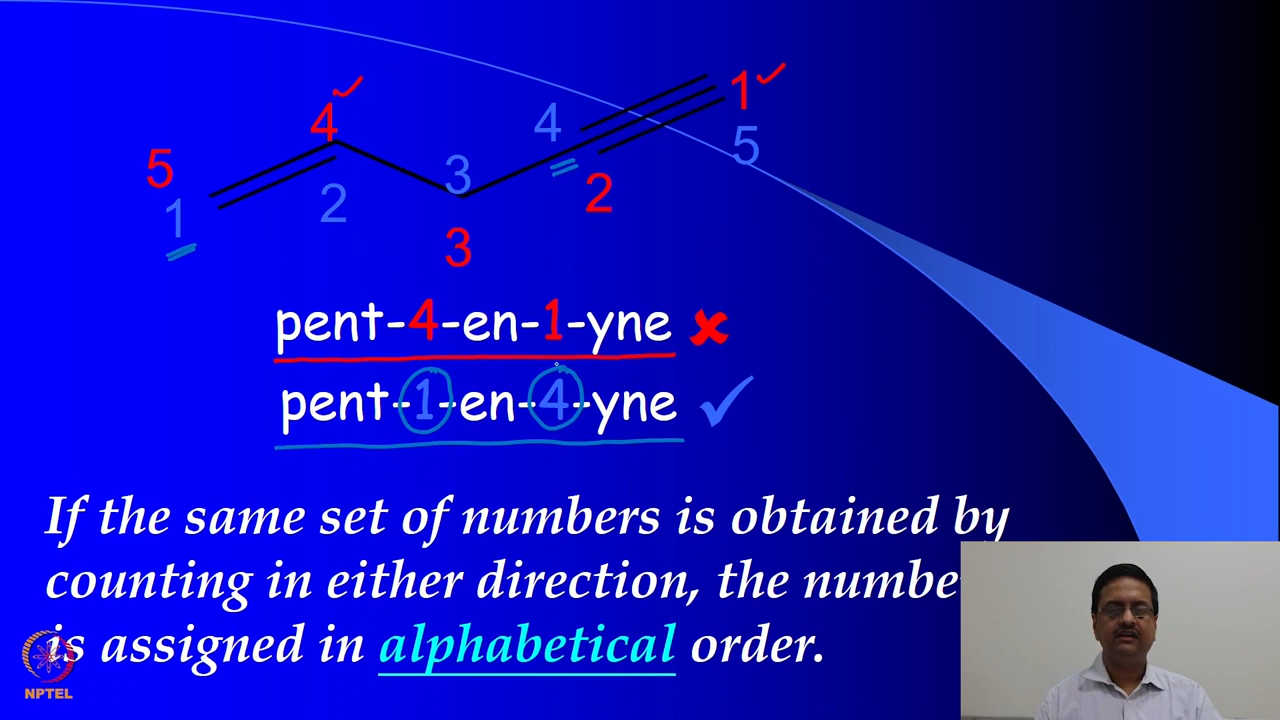 4
1
4
5
5
3
1
2
2
3
pent-4-en-1-yne ✘
pent-1-en-4-yne ✓
If the same set of numbers is obtained by
counting in either direction, the
is assigned in alphabetical order.
NPTEL